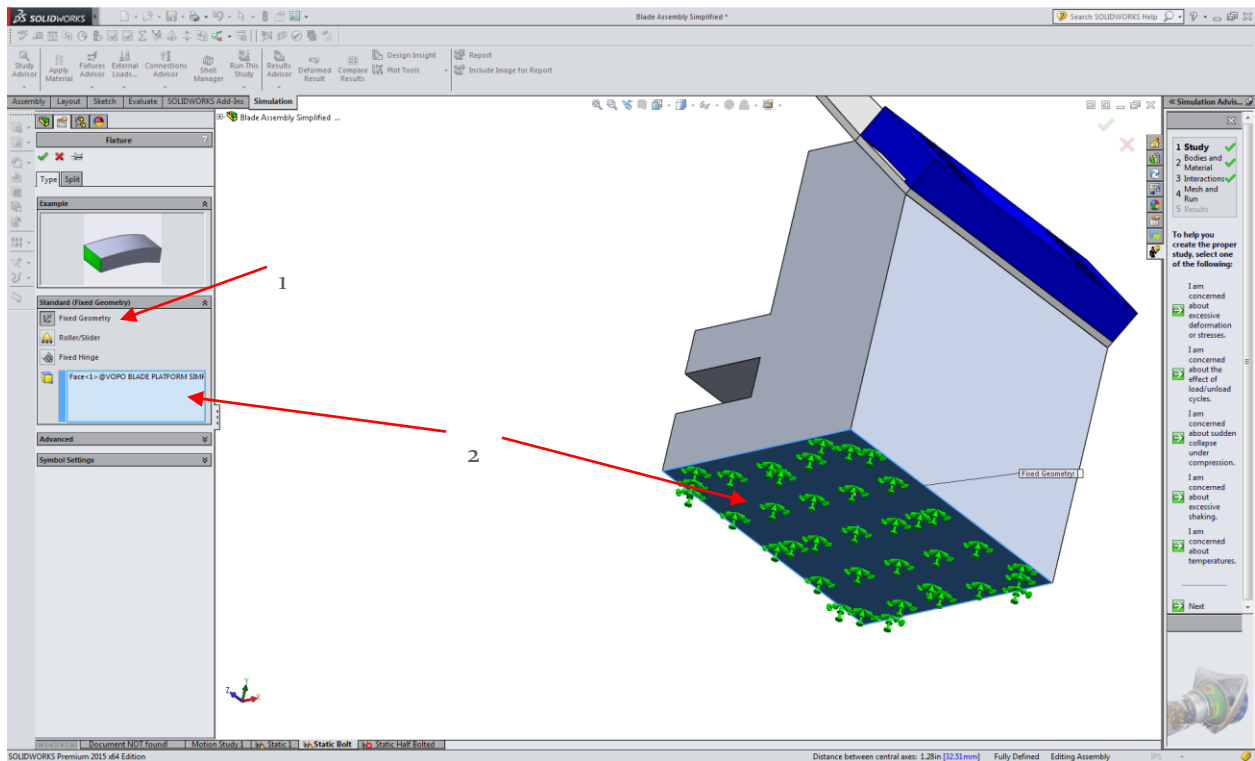 SOLIDWORKS
Blade Assembly Simplified *
Search SOLIDWORKS Help
Study Advisor
Apply Material
Fixtures Advisor
External Loads...
Connections Advisor
Shell Manager
Run This Study
Results Advisor
Deformed Result
Compare Results
Design Insight
Plot Tools
Report
Include Image for Report
Assembly Layout Sketch Evaluate SOLIDWORKS Add-Ins Simulation
Blade Assembly Simplified ...
Fixture ?
Type Split
Example
1
Standard (Fixed Geometry)
Fixed Geometry
Roller/Slider
Fixed Hinge
Face<1>@VOPO BLADE PLATFORM SIMF
2
Advanced
Symbol Settings
Fixed Geometry:
Z Y X
« Simulation Advis...
1 Study
2 Bodies and
Material
3 Interactions
4 Mesh and
Run
5 Results
To help you
create the proper
study, select one
of the following:
I am
concerned
about
excessive
deformation
or stresses.
I am
concerned
about the
effect of
load/unload
cycles.
I am
concerned
about sudden
collapse
under
compression.
I am
concerned
about
excessive
shaking.
I am
concerned
about
temperatures.
Next
Document NOT found! Motion Study 1 Static 1 Static Bolt Static Half Bolted
SOLIDWORKS Premium 2015 x64 Edition
Distance between central axes: 1.28in [32.51mm] Fully Defined Editing Assembly IPS